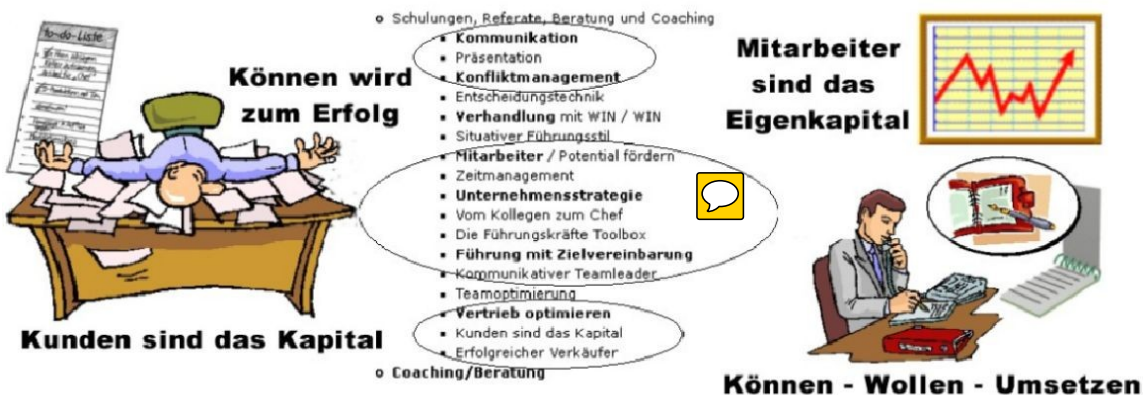 to-do-Liste
Können wird
zum Erfolg
Kunden sind das Kapital
o Schulungen, Referate, Beratung und Coaching
▪ Kommunikation
▪ Präsentation
▪ Konfliktmanagement
▪ Entscheidungstechnik
▪ Verhandlung mit WIN / WIN
▪ Situativer Führungsstil
▪ Mitarbeiter / Potential fördern
▪ Zeitmanagement
▪ Unternehmensstrategie
▪ Vom Kollegen zum Chef
▪ Die Führungskräfte Toolbox
▪ Führung mit Zielvereinbarung
▪ Kommunikativer Teamleader
▪ Teamoptimierung
▪ Vertrieb optimieren
▪ Kunden sind das Kapital
▪ Erfolgreicher Verkäufer
o Coaching/Beratung
Mitarbeiter
sind das
Eigenkapital
Können - Wollen - Umsetzen